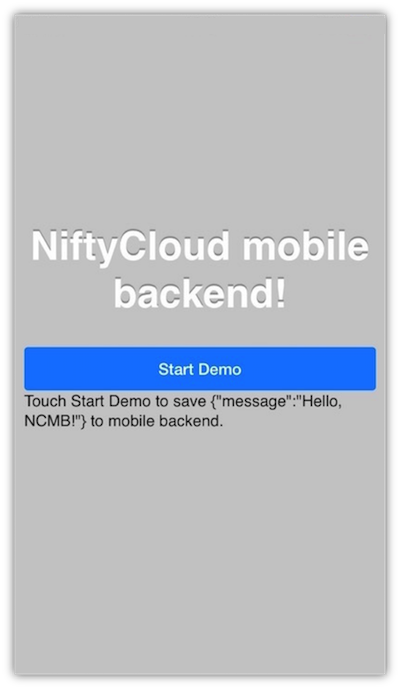 NiftyCloud mobile
backend!
Start Demo
Touch Start Demo to save {"message":"Hello,
NCMB!"} to mobile backend.